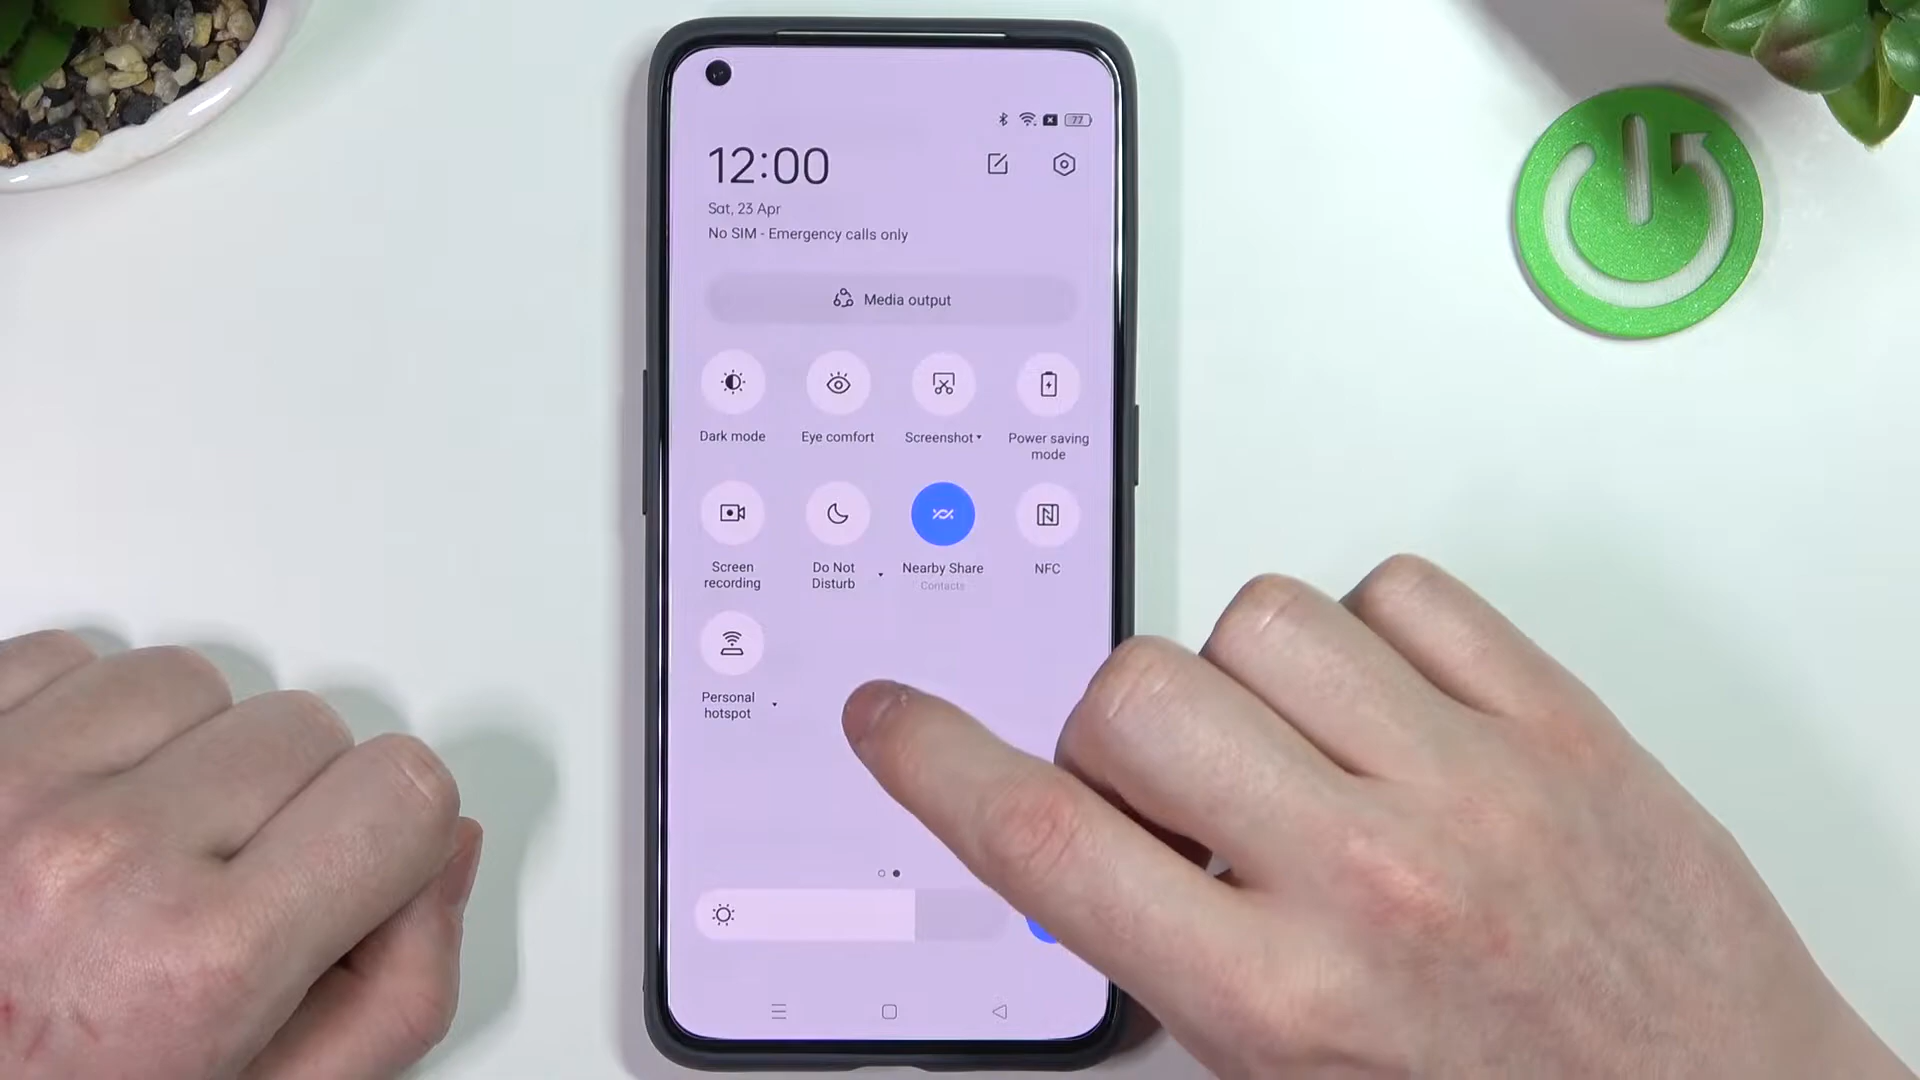 77
12:00
Sat, 23 Apr
No SIM - Emergency calls only
Media output
Dark mode
Eye comfort
Screenshot
Power saving
mode
Screen
recording
Do Not
Disturb
Nearby Share
Contacts
NFC
Personal
hotspot